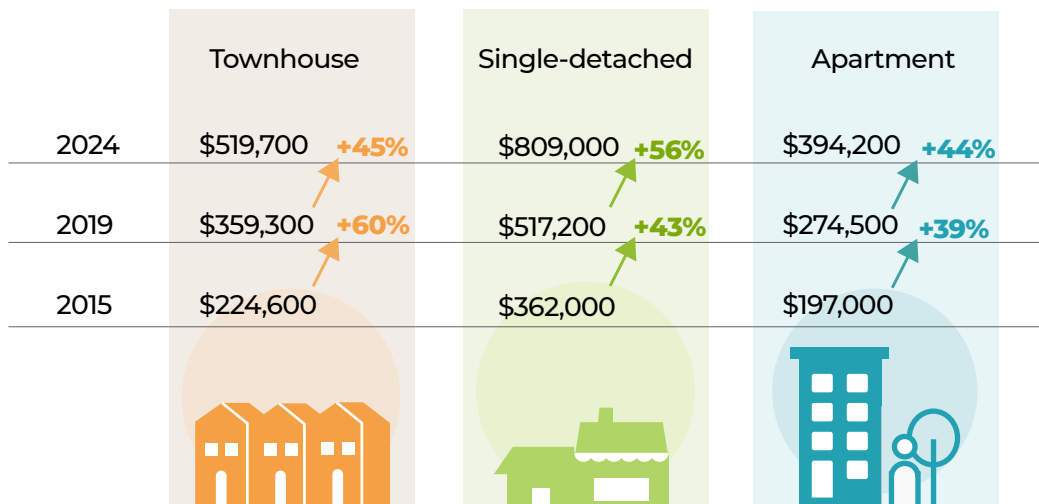 Townhouse Single-detached Apartment
2024 $519,700 +45% $809,000 +56% $394,200 +44%
2019 $359,300 +60% $517,200 +43% $274,500 +39%
2015 $224,600 $362,000 $197,000